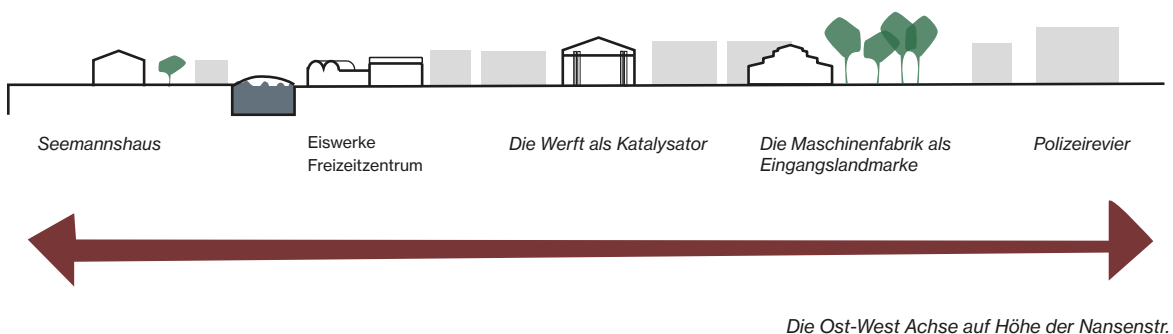 Seemannshaus
Eiswerke
Freizeitzentrum
Die Werft als Katalysator
Die Maschinenfabrik als
Eingangslandmarke
Polizeirevier
Die Ost-West Achse auf Höhe der Nansenstr.